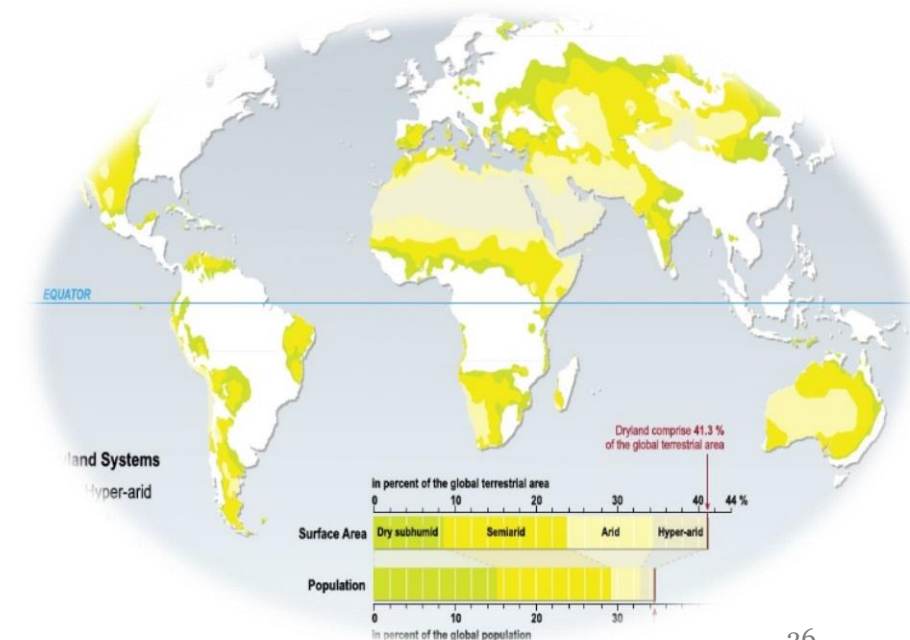 EQUATOR
Dryland comprise 41.3 %
of the global terrestrial area
land Systems
Hyper-arid
in percent of the global terrestrial area
0 10 20 30 40 44 %
Surface Area Dry subhumid Semiarid Arid Hyper-arid
Population
0 10 20 30
in percent of the global population
26